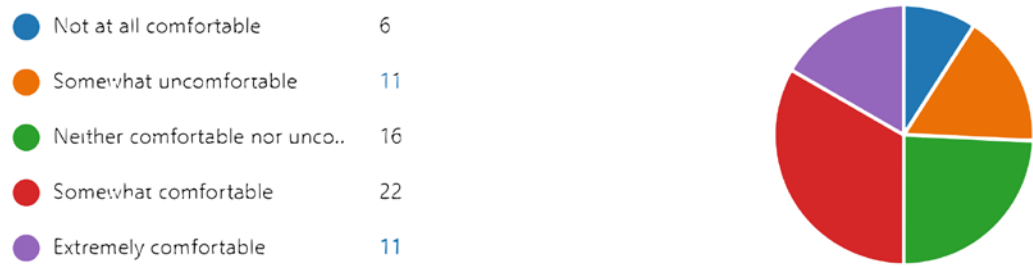 Not at all comfortable 6
Somewhat uncomfortable 11
Neither comfortable nor unco.. 16
Somewhat comfortable 22
Extremely comfortable 11